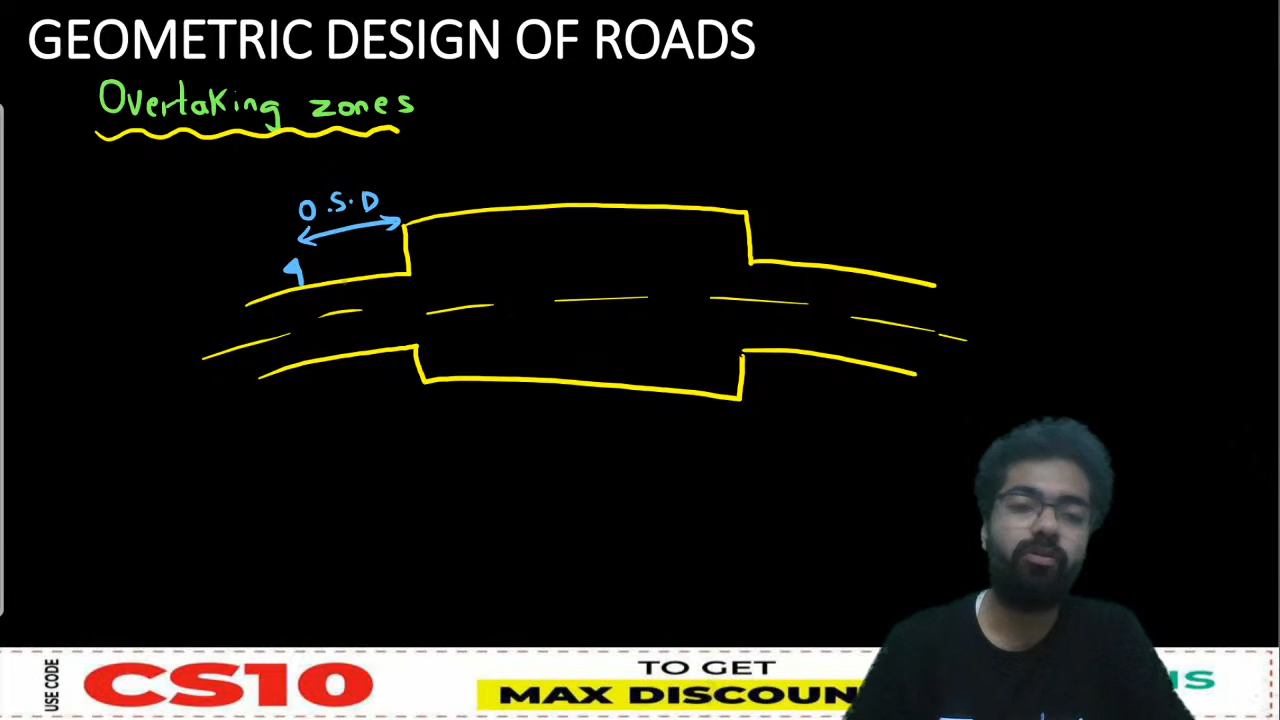 GEOMETRIC DESIGN OF ROADS
Overtaking zones
O.S.D
USE CODE
CS10
TO GET
MAX DISCOUN